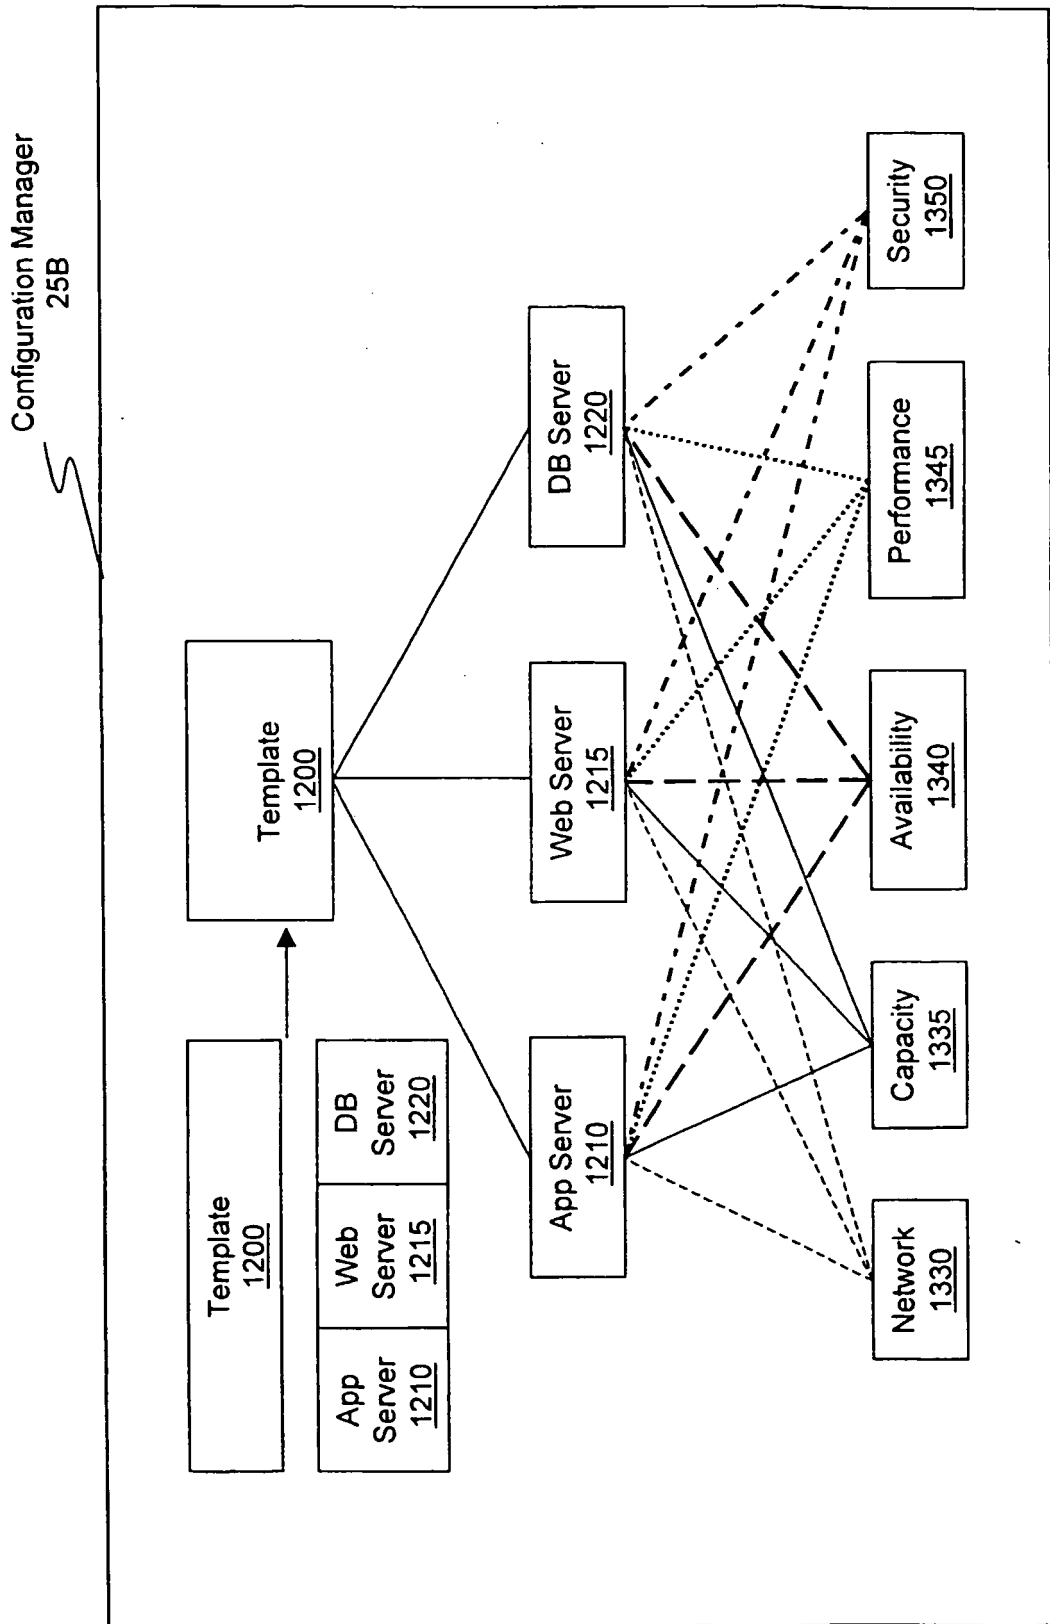 Configuration Manager
25B
Template
1200
App
Server
1210
Web
Server
1215
DB
Server
1220
Template
1200
App Server
1210
Web Server
1215
DB Server
1220
Network
1330
Capacity
1335
Availability
1340
Performance
1345
Security
1350